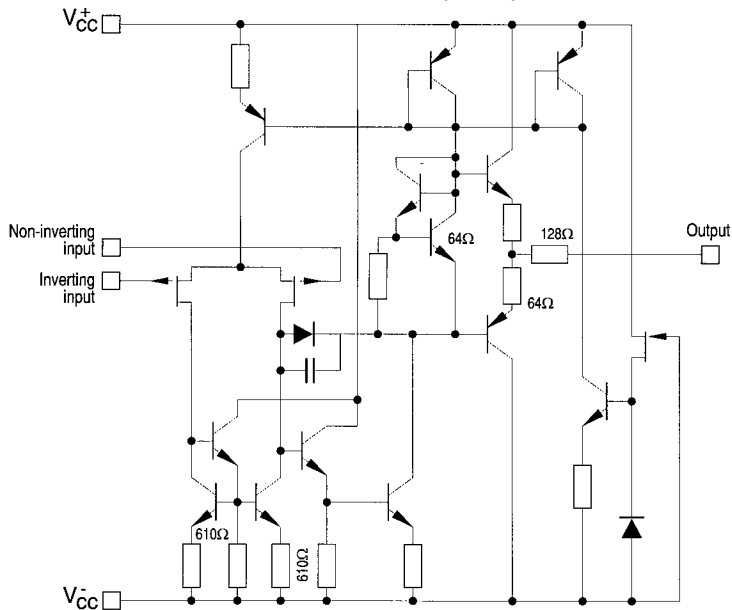 V⁺CC
Non-inverting
input
Inverting
input
64Ω
128Ω
Output
64Ω
610Ω
610Ω
V⁻CC